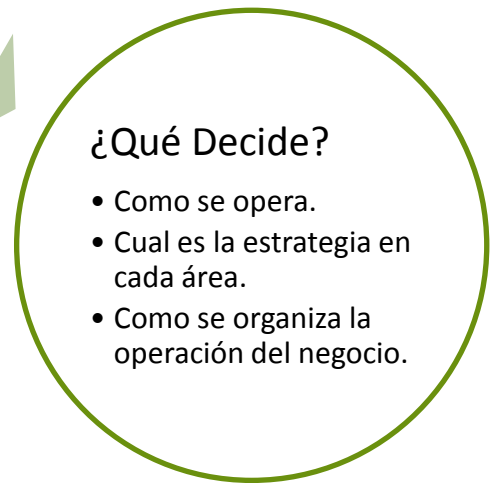 ¿Qué Decide?
• Como se opera.
• Cual es la estrategia en
cada área.
• Como se organiza la
operación del negocio.